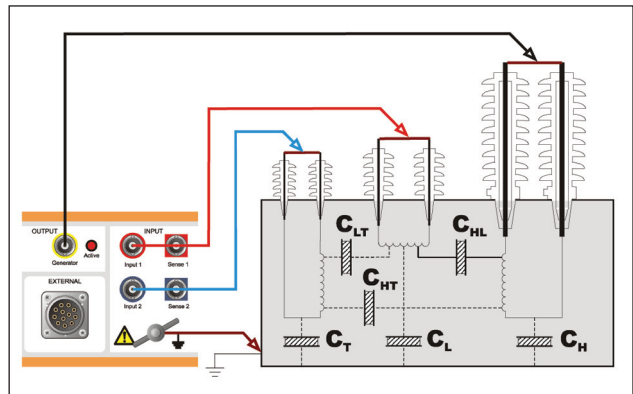 OUTPUT
Generator
Active
INPUT
Input 1
Sense 1
EXTERNAL
Input 2
Sense 2
CLT
CHL
CHT
CT
CL
CH